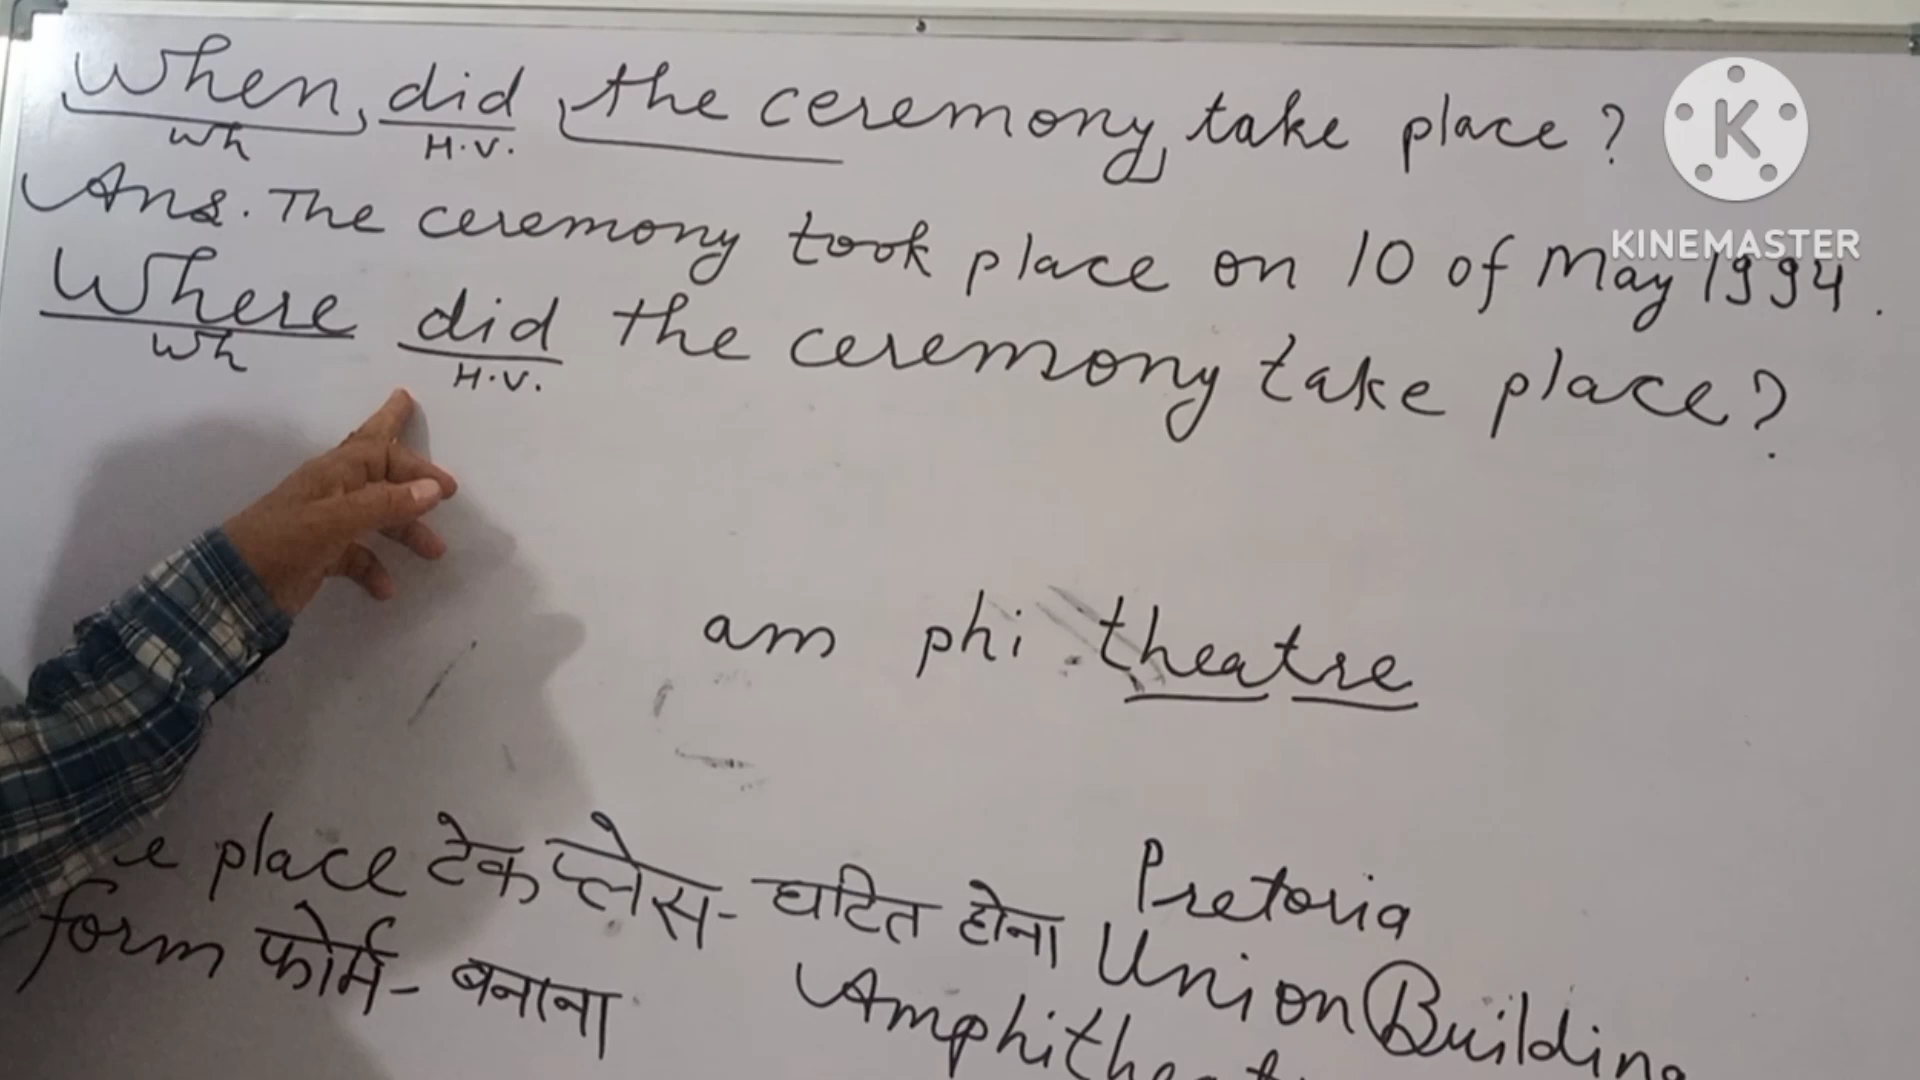 When did the ceremony take place?
wh H.V.
Ans. The ceremony took place on 10 of May 1994.
Where did the ceremony take place?
wh H.V.
am phi theatre
place टेक प्लेस - घटित होना
form फोर्म - बनाना
Pretoria
Union Building
K
KINEMASTER